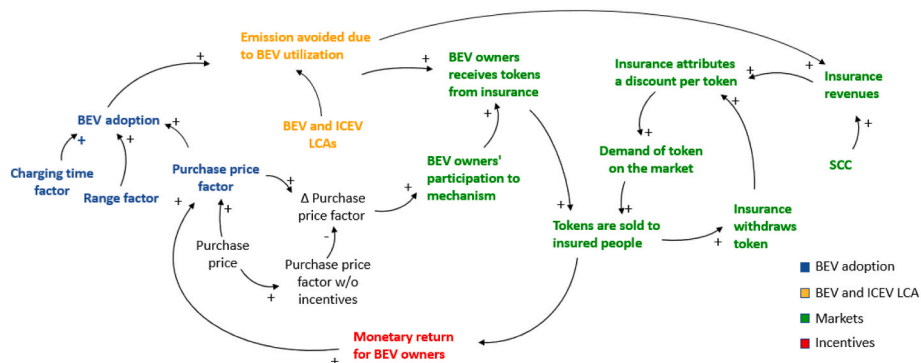 Emission avoided due
to BEV utilization
+
BEV owners
receives tokens
from insurance
+
Insurance attributes
a discount per token
+
+
Insurance
revenues
+
BEV adoption
+
+
+
BEV and ICEV
LCAs
+
+
+
+
Charging time
factor
Range factor
Purchase price
factor
+
+
Δ Purchase
price factor
+
BEV owners'
participation to
mechanism
Demand of token
on the market
SCC
+
-
+
+
Tokens are sold to
insured people
+
Insurance
withdraws
token
Purchase
price
+
Purchase price
factor w/o
incentives
BEV adoption
BEV and ICEV LCA
Markets
Incentives
Monetary return
for BEV owners
+
+